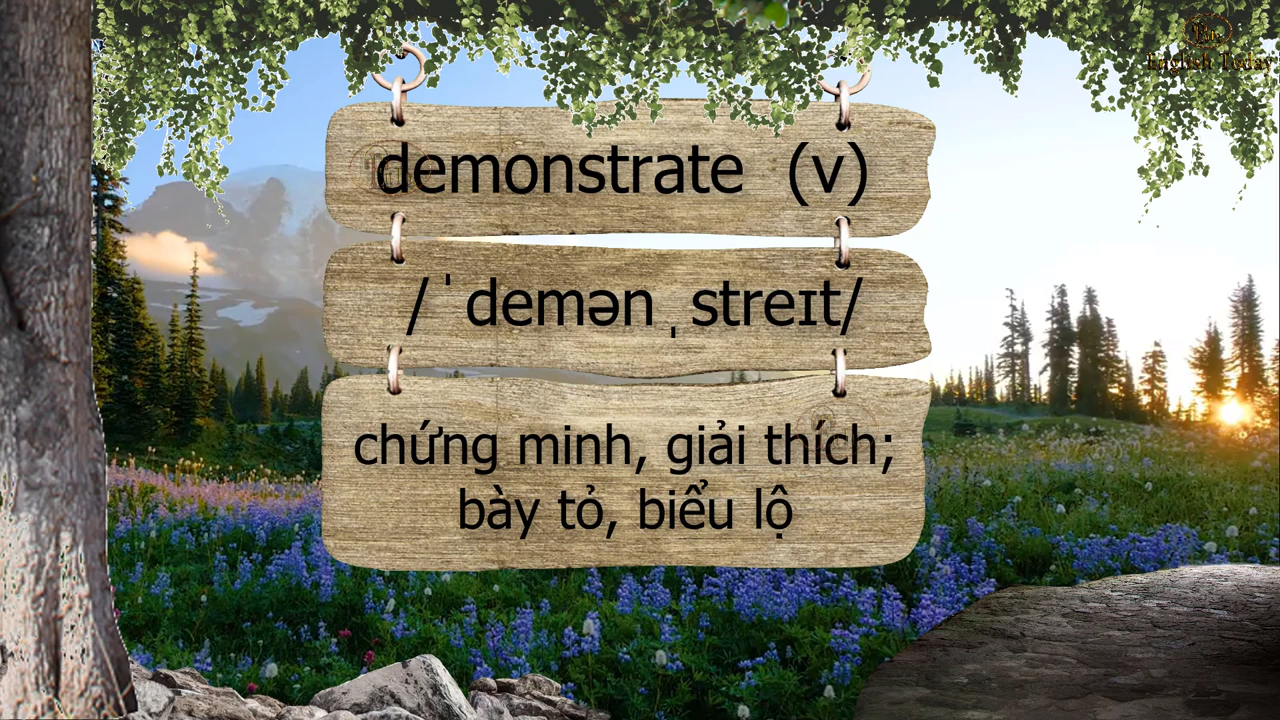 English Today
demonstrate (v)
/ˈdemənˌstreɪt/
chứng minh, giải thích;
bày tỏ, biểu lộ